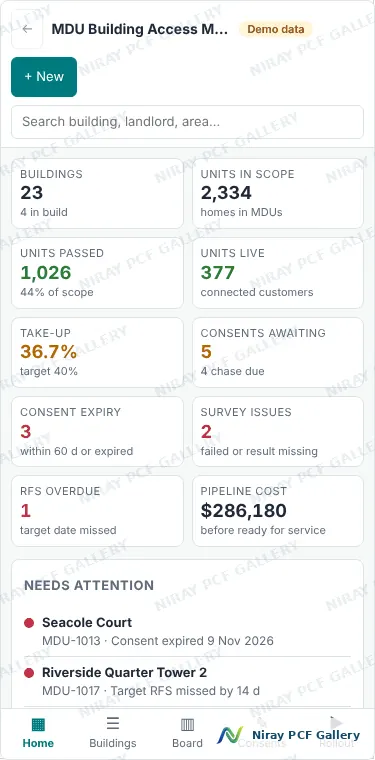 ← MDU Building Access M... Demo data
+ New
Search building, landlord, area...
BUILDINGS
23
4 in build
UNITS IN SCOPE
2,334
homes in MDUs
UNITS PASSED
1,026
44% of scope
UNITS LIVE
377
connected customers
TAKE-UP
36.7%
target 40%
CONSENTS AWAITING
5
4 chase due
CONSENT EXPIRY
3
within 60 d or expired
SURVEY ISSUES
2
failed or result missing
RFS OVERDUE
1
target date missed
PIPELINE COST
$286,180
before ready for service
NEEDS ATTENTION
Seacole Court
MDU-1013 · Consent expired 9 Nov 2026
Riverside Quarter Tower 2
MDU-1017 · Target RFS missed by 14 d
Home
Buildings
Board
Consents
Rollout
Niray PCF Gallery
NIRAY PCF GALLERY